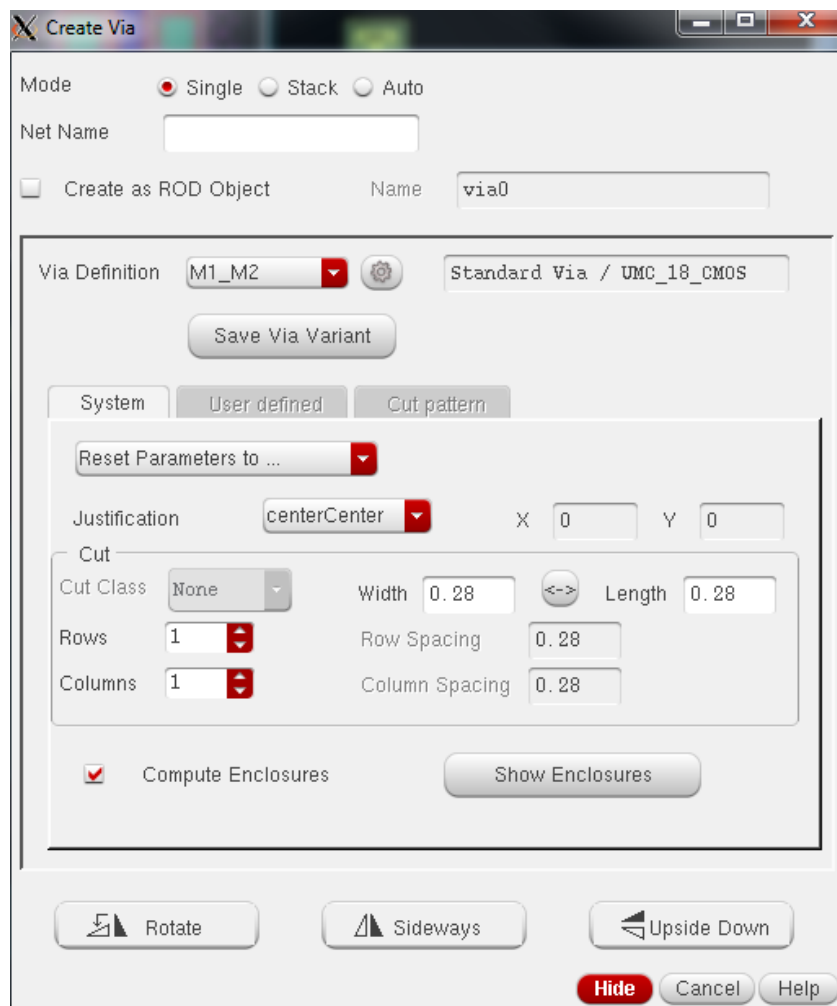 Create Via
Mode Single Stack Auto
Net Name
Create as ROD Object Name via0
Via Definition M1_M2 Standard Via / UMC_18_CMOS
Save Via Variant
System User defined Cut pattern
Reset Parameters to ...
Justification centerCenter X 0 Y 0
Cut
Cut Class None Width 0.28 <-> Length 0.28
Rows 1 Row Spacing 0.28
Columns 1 Column Spacing 0.28
Compute Enclosures Show Enclosures
Rotate Sideways Upside Down
Hide Cancel Help